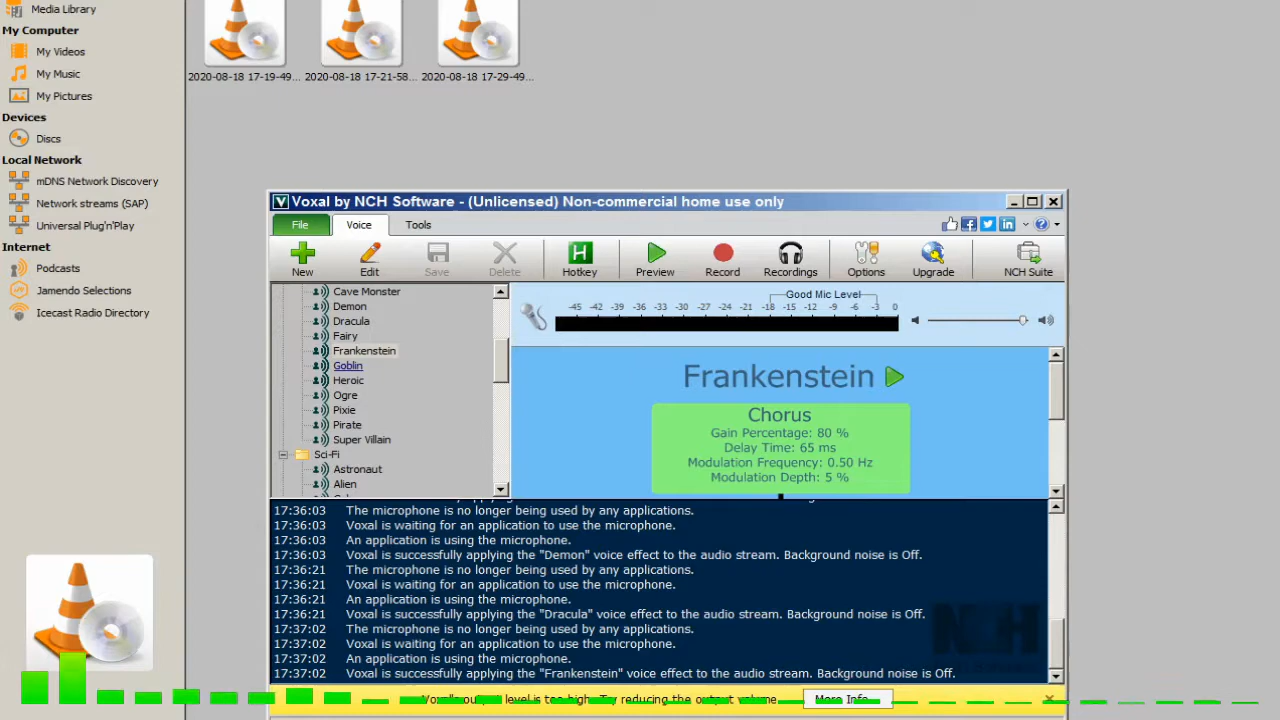 Media Library
My Computer
My Videos
My Music
My Pictures
Devices
Discs
Local Network
mDNS Network Discovery
Network streams (SAP)
Universal Plug'n'Play
Internet
Podcasts
Jamendo Selections
Icecast Radio Directory
2020-08-18 17-19-49... 2020-08-18 17-21-58... 2020-08-18 17-29-49...
Voxal by NCH Software - (Unlicensed) Non-commercial home use only
File Voice Tools
New Edit Save Delete Hotkey Preview Record Recordings Options Upgrade NCH Suite
Cave Monster
Demon
Dracula
Fairy
Frankenstein
Goblin
Heroic
Ogre
Pixie
Pirate
Super Villain
Sci-Fi
Astronaut
Alien
Good Mic Level
-45 -42 -39 -36 -33 -30 -27 -24 -21 -18 -15 -12 -9 -6 -3 0
Frankenstein
Chorus
Gain Percentage: 80 %
Delay Time: 65 ms
Modulation Frequency: 0.50 Hz
Modulation Depth: 5 %
17:36:03 The microphone is no longer being used by any applications.
17:36:03 Voxal is waiting for an application to use the microphone.
17:36:03 An application is using the microphone.
17:36:03 Voxal is successfully applying the "Demon" voice effect to the audio stream. Background noise is Off.
17:36:21 The microphone is no longer being used by any applications.
17:36:21 Voxal is waiting for an application to use the microphone.
17:36:21 An application is using the microphone.
17:36:21 Voxal is successfully applying the "Dracula" voice effect to the audio stream. Background noise is Off.
17:37:02 The microphone is no longer being used by any applications.
17:37:02 Voxal is waiting for an application to use the microphone.
17:37:02 An application is using the microphone.
17:37:02 Voxal is successfully applying the "Frankenstein" voice effect to the audio stream. Background noise is Off.
NCH
level is too high. Try reducing the output volume
More Info...